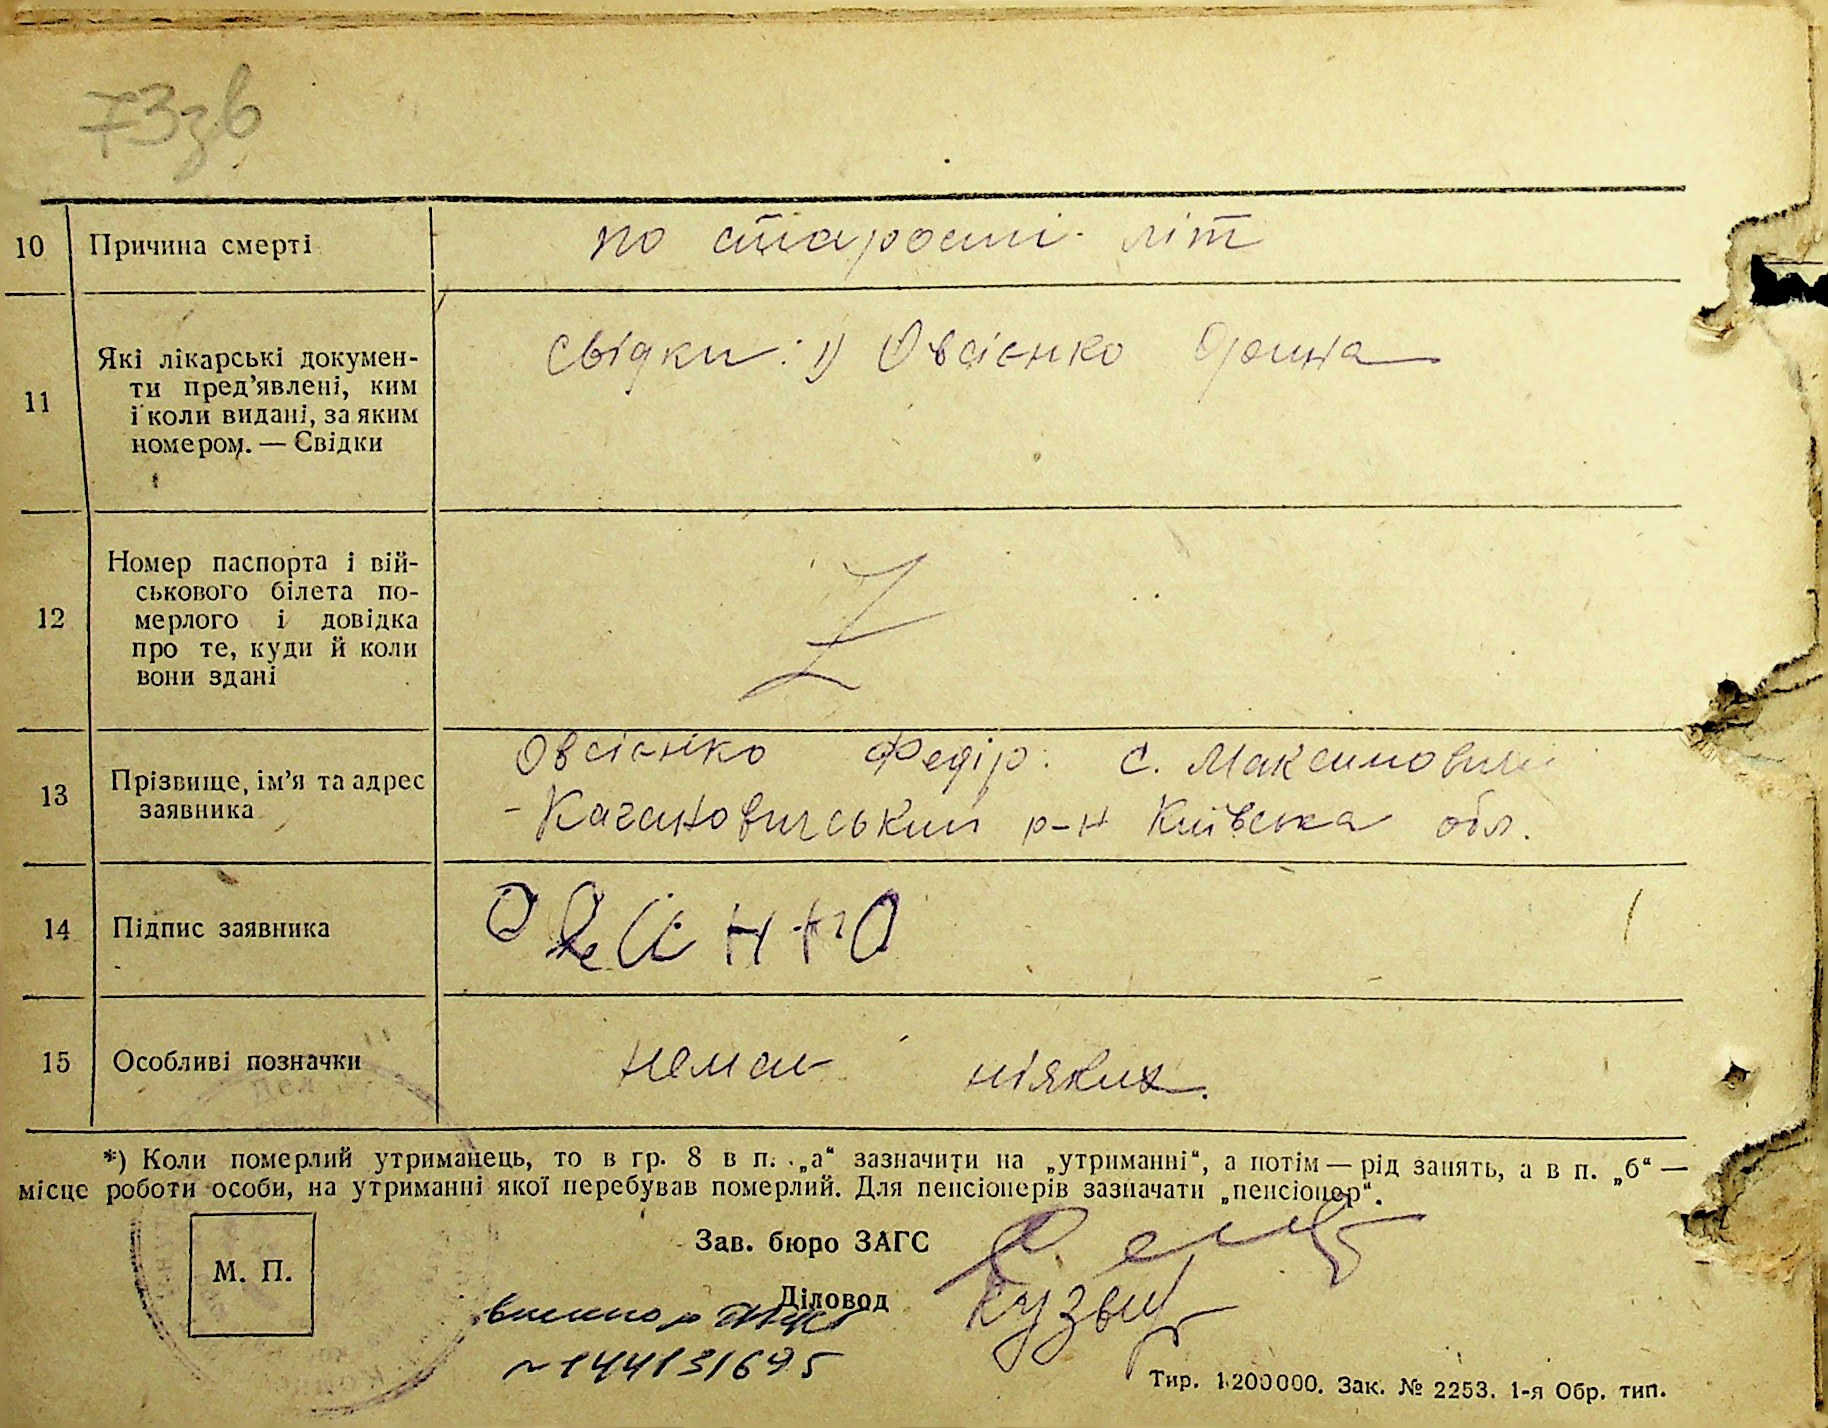 73зв
10 Причина смерті по старості літ
11 Які лікарські докумен-
ти пред'явлені, ким
і коли видані, за яким
номером. — Свідки
свідки: 1) Овсієнко Орина
12 Номер паспорта і вій-
ськового білета по-
мерлого і довідка
про те, куди й коли
вони здані
Z
13 Прізвище, ім'я та адрес
заявника
Овсієнко Федір. с. Максимовичі
- Кагановичський р-н Київська обл.
14 Підпис заявника
15 Особливі позначки немає ніяких.
*) Коли померлий утриманець, то в гр. 8 в п. „а“ зазначити на „утриманні“, а потім — рід занять, а в п. „б“ —
місце роботи особи, на утриманні якої перебував померлий. Для пенсіонерів зазначати „пенсіонер“.
Зав. бюро ЗАГС
М. П.
Діловод
Тир. 1200000. Зак. № 2253. 1-я Обр. тип.